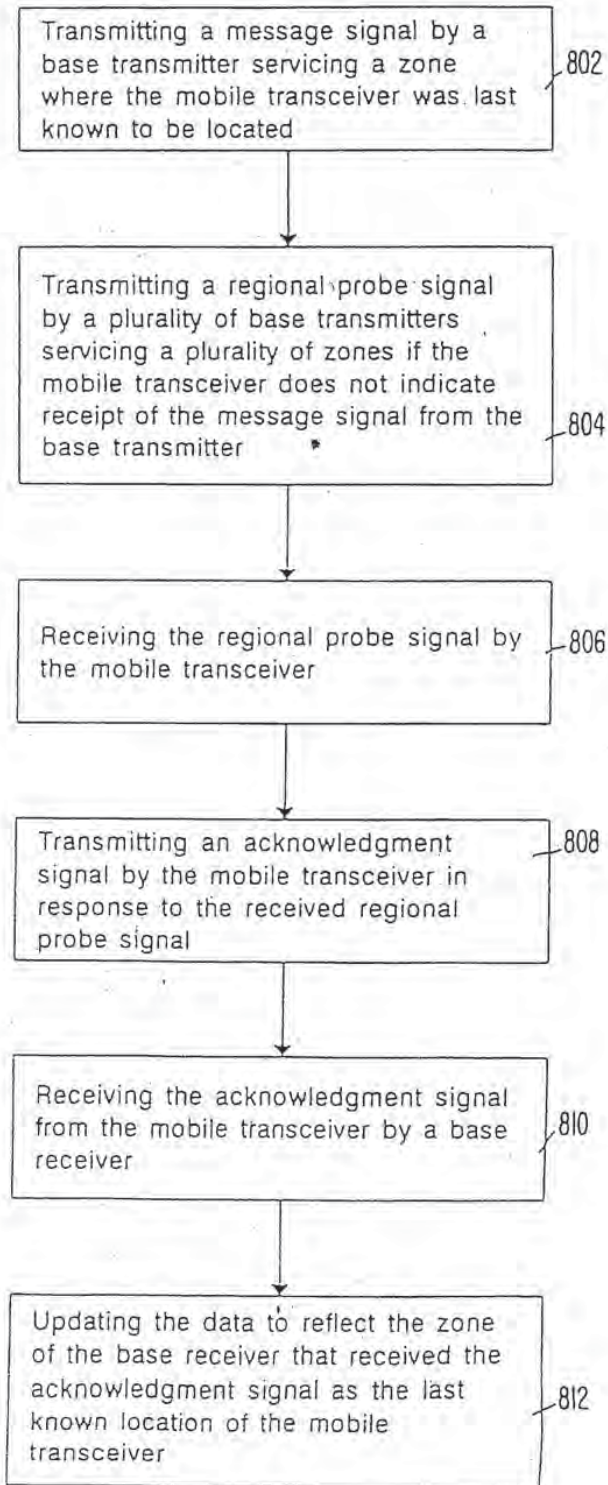 Transmitting a message signal by a
base transmitter servicing a zone
where the mobile transceiver was last
known to be located
802
Transmitting a regional probe signal
by a plurality of base transmitters
servicing a plurality of zones if the
mobile transceiver does not indicate
receipt of the message signal from the
base transmitter
804
Receiving the regional probe signal by
the mobile transceiver
806
Transmitting an acknowledgment
signal by the mobile transceiver in
response to the received regional
probe signal
808
Receiving the acknowledgment signal
from the mobile transceiver by a base
receiver
810
Updating the data to reflect the zone
of the base receiver that received the
acknowledgment signal as the last
known location of the mobile
transceiver
812